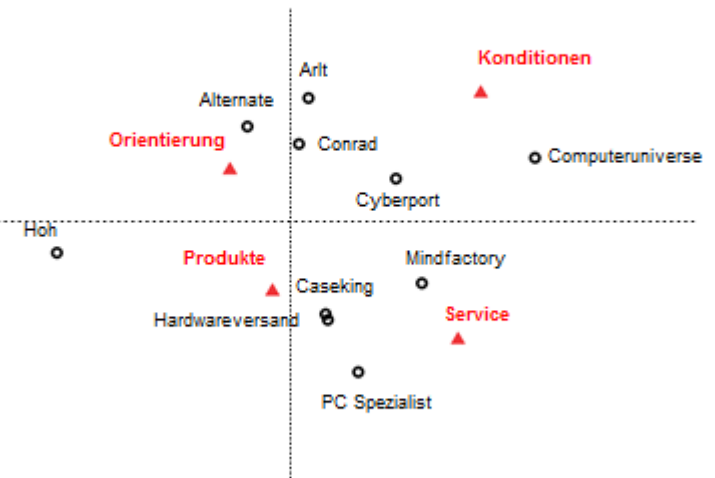 Konditionen
Arlt
Alternate
Orientierung
Conrad
Computeruniverse
Cyberport
Hoh
Produkte
Mindfactory
Caseking
Hardwareversand
Service
PC Spezialist